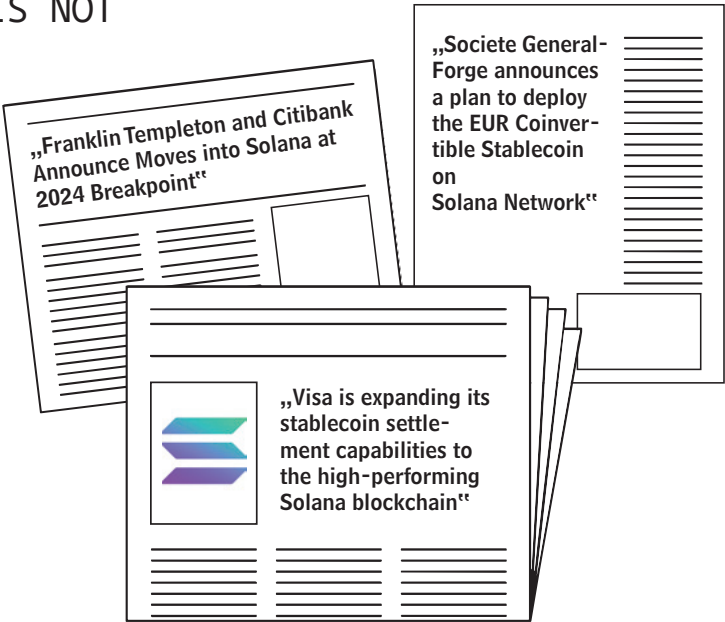 IS NOT
„Franklin Templeton and Citibank
Announce Moves into Solana at
2024 Breakpoint“
„Societe General-
Forge announces
a plan to deploy
the EUR Coinver-
tible Stablecoin
on
Solana Network“
„Visa is expanding its
stablecoin settle-
ment capabilities to
the high-performing
Solana blockchain“